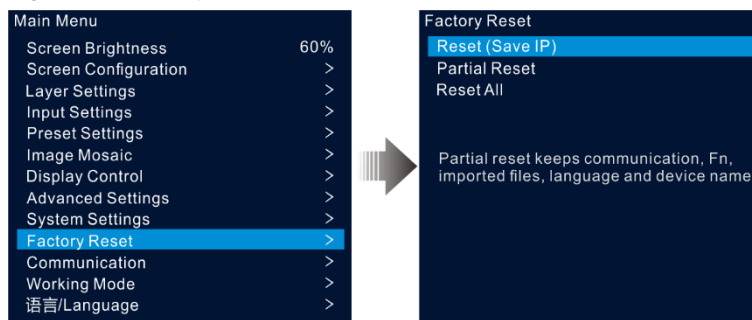 Main Menu
Screen Brightness 60%
Screen Configuration >
Layer Settings >
Input Settings >
Preset Settings >
Image Mosaic >
Display Control >
Advanced Settings >
System Settings >
Factory Reset >
Communication >
Working Mode >
语言/Language >
Factory Reset
Reset (Save IP)
Partial Reset
Reset All
Partial reset keeps communication, Fn,
imported files, language and device name